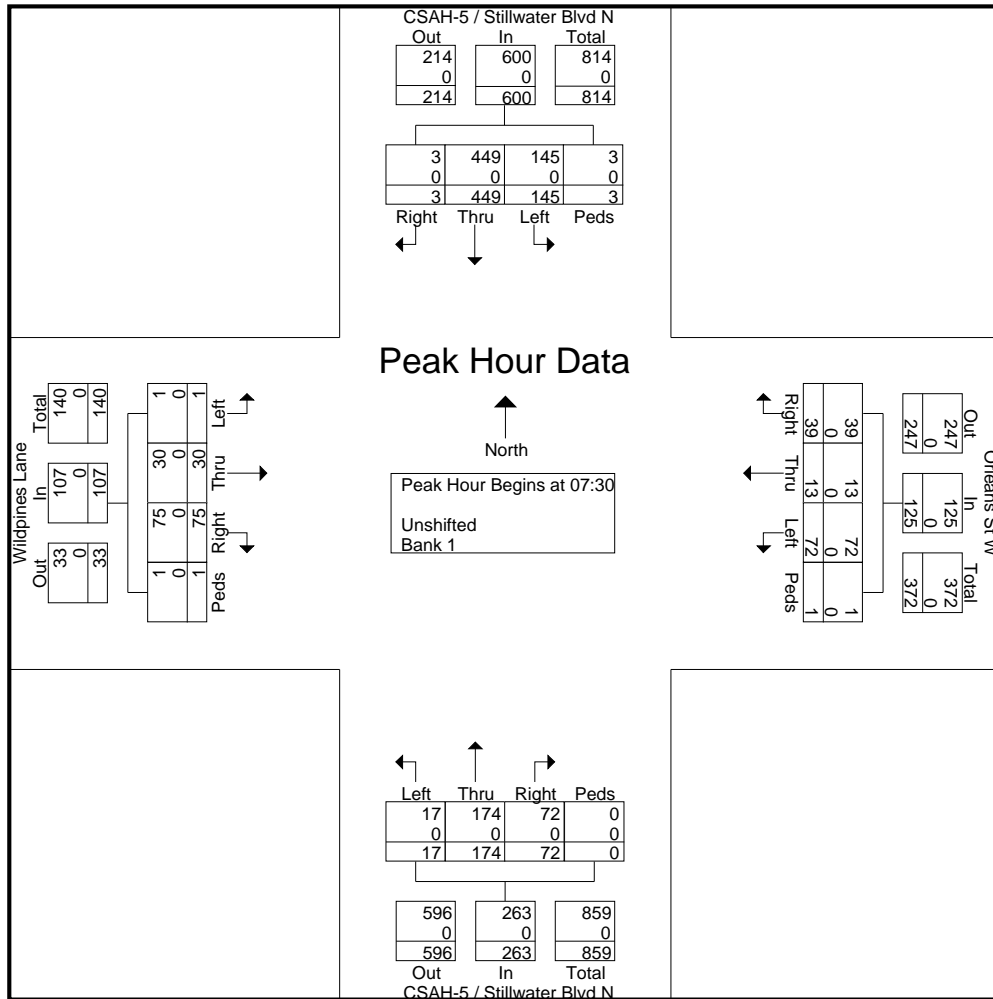 CSAH-5 / Stillwater Blvd N
Out In Total
214 600 814
0 0 0
214 600 814
3 449 145 3
0 0 0 0
3 449 145 3
Right Thru Left Peds
Peak Hour Data
North
Peak Hour Begins at 07:30
Unshifted
Bank 1
Wildpines Lane
Out In Total
33 107 140
0 0 0
33 107 140
1 75 30 1
0 0 0 0
1 75 30 1
Peds Right Thru Left
Orleans St W
Out In Total
247 125 372
0 0 0
247 125 372
39 13 72 1
0 0 0 0
39 13 72 1
Right Thru Left Peds
Left Thru Right Peds
17 174 72 0
0 0 0 0
17 174 72 0
596 263 859
0 0 0
596 263 859
Out In Total
CSAH-5 / Stillwater Blvd N